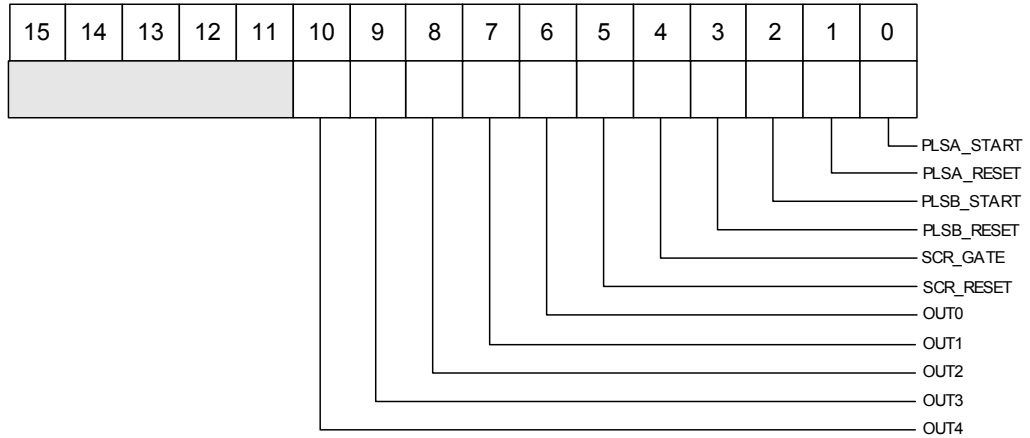 15 14 13 12 11 10 9 8 7 6 5 4 3 2 1 0
PLSA_START
PLSA_RESET
PLSB_START
PLSB_RESET
SCR_GATE
SCR_RESET
OUT0
OUT1
OUT2
OUT3
OUT4